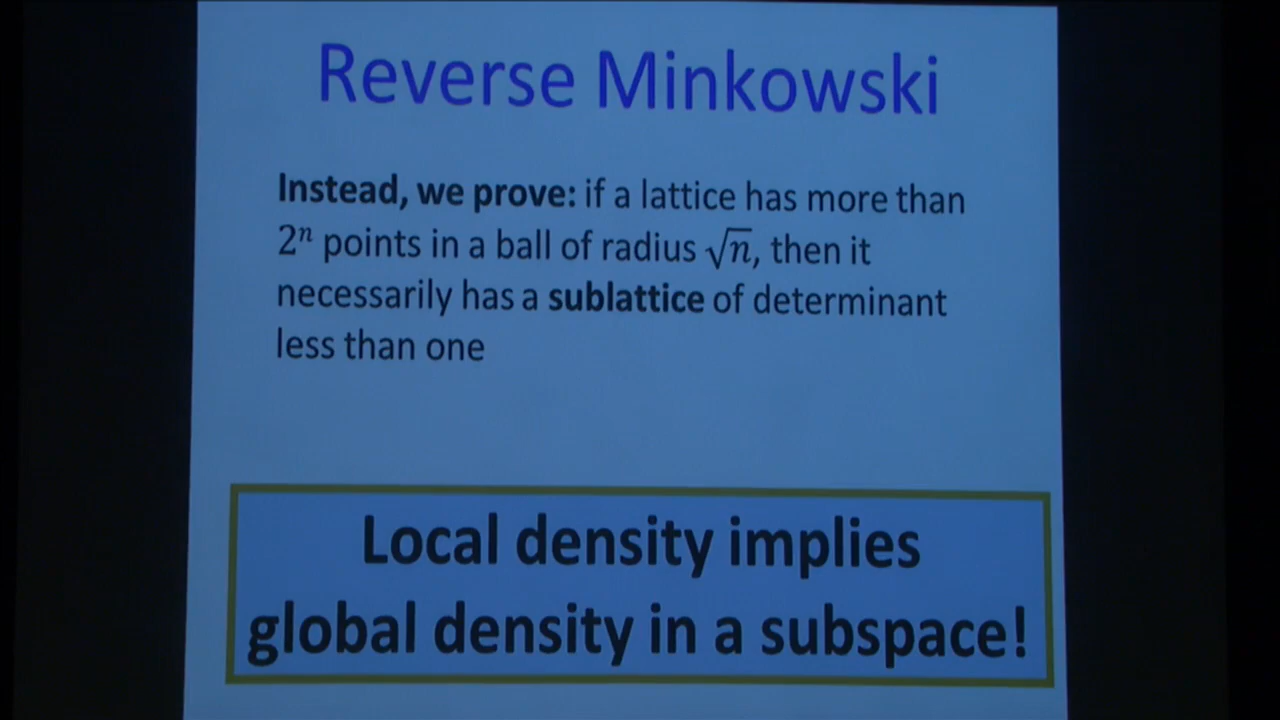 Reverse Minkowski
Instead, we prove: if a lattice has more than
2ⁿ points in a ball of radius √n, then it
necessarily has a sublattice of determinant
less than one
Local density implies
global density in a subspace!